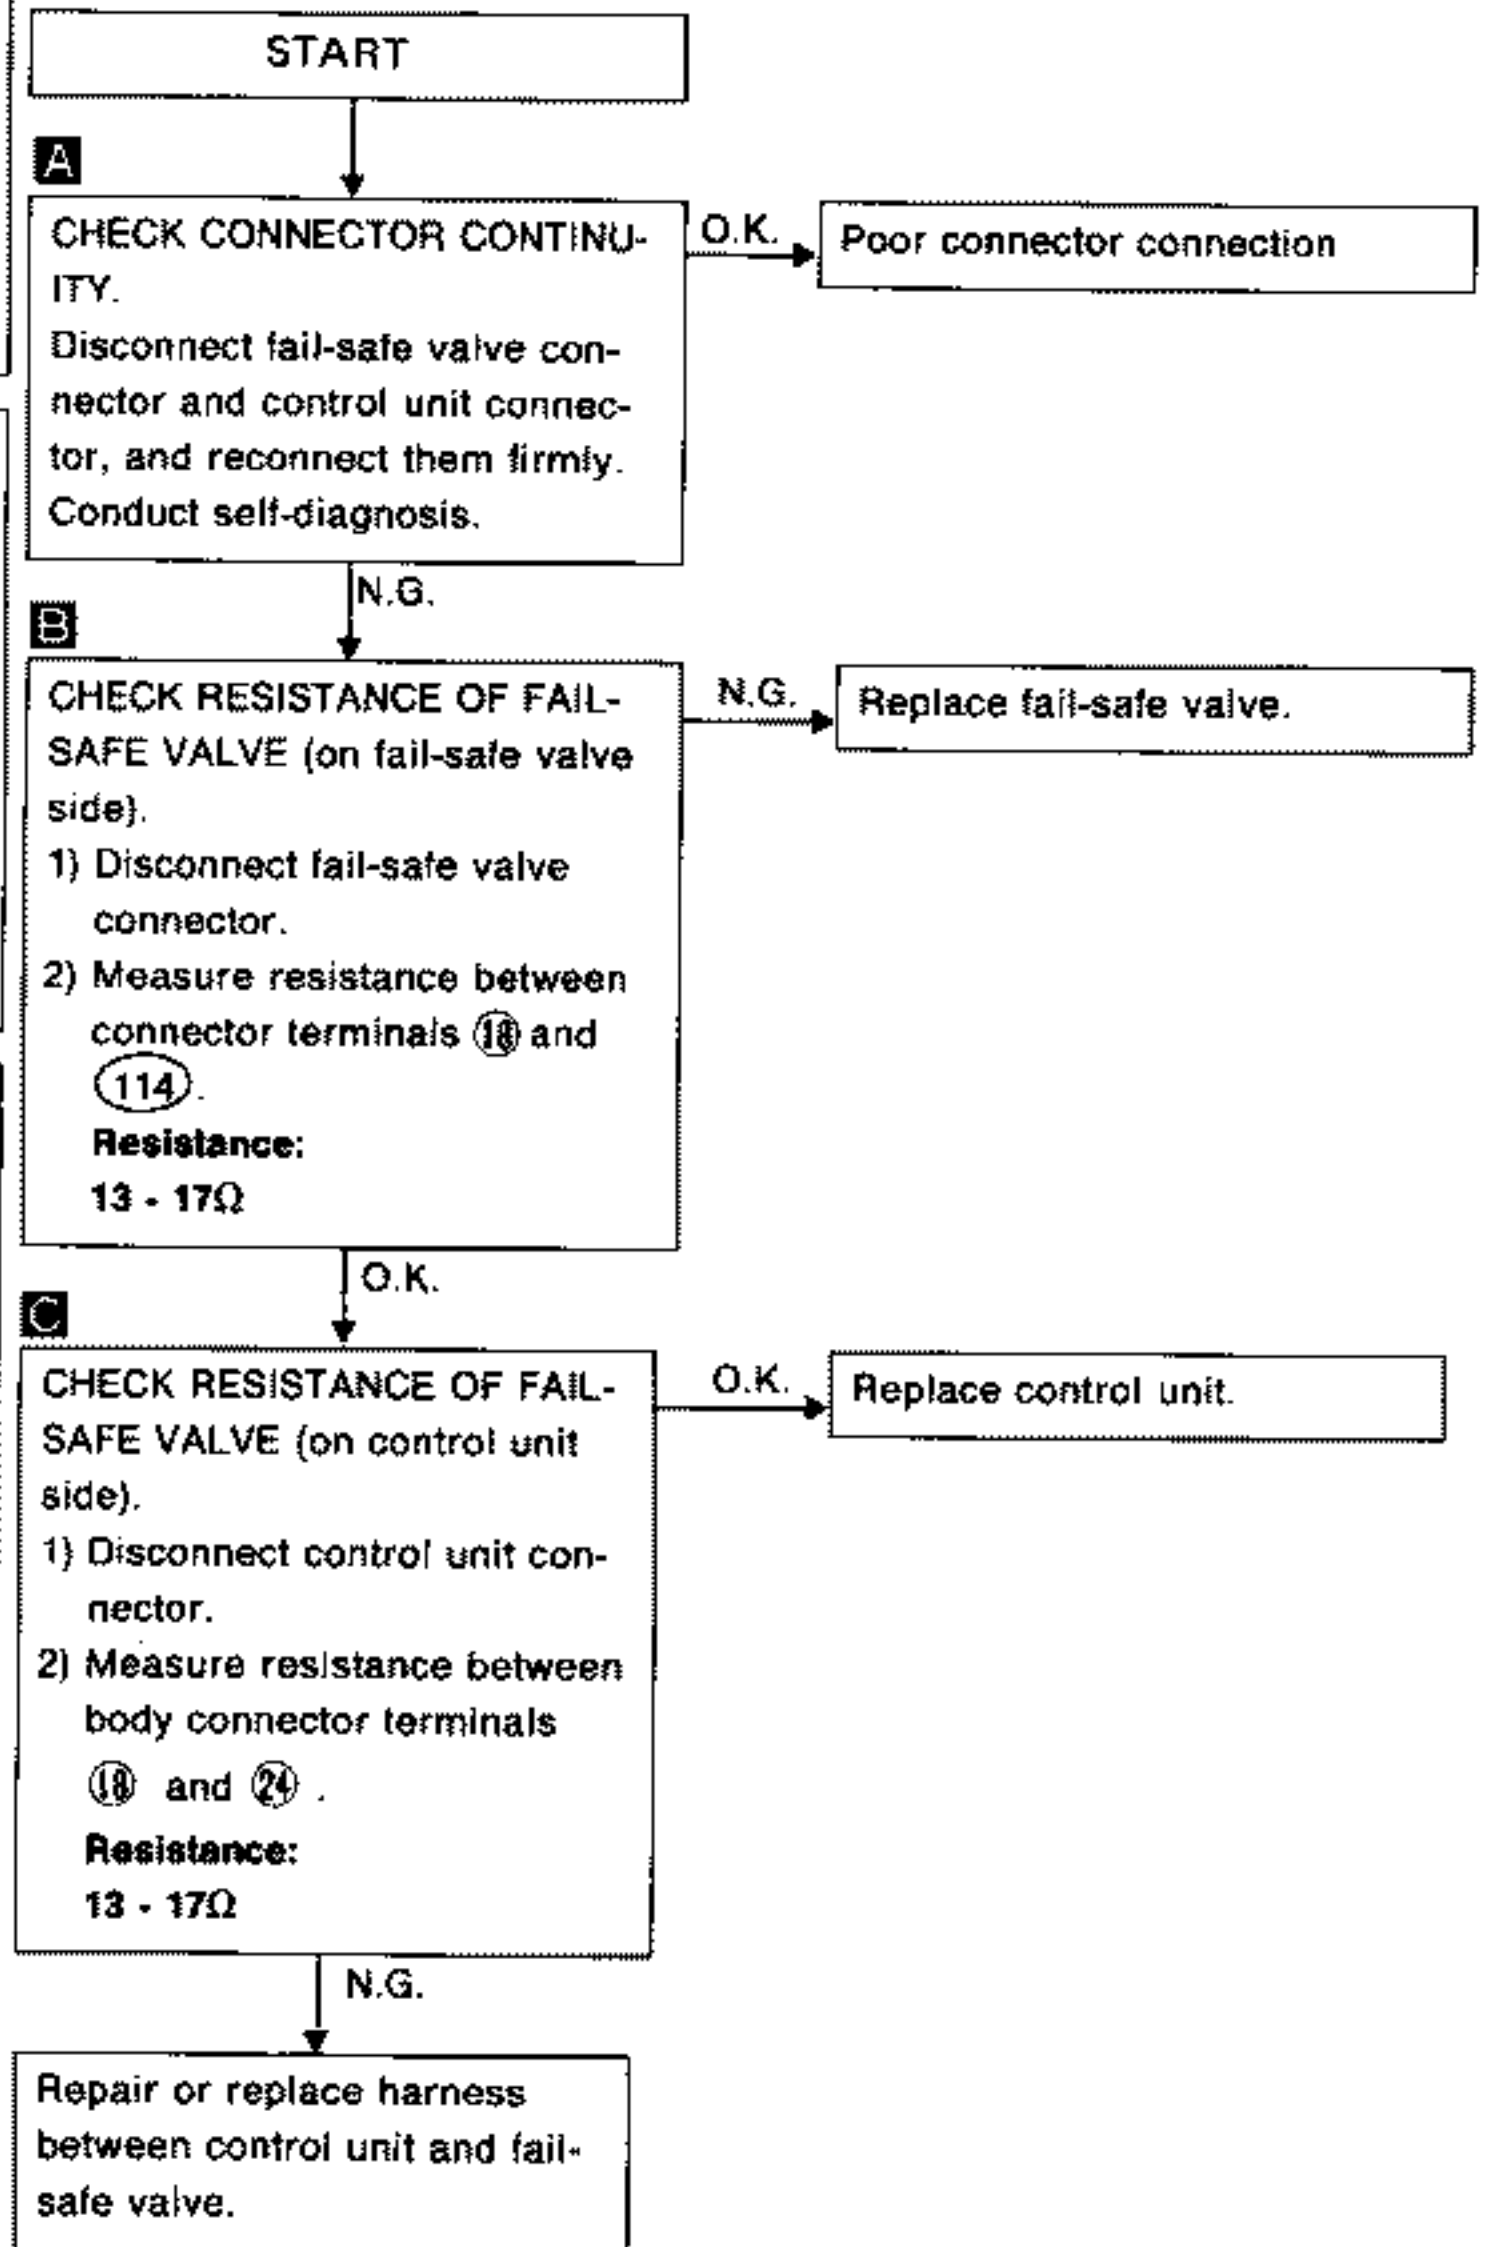 START
A
CHECK CONNECTOR CONTINU-
ITY.
Disconnect fail-safe valve con-
nector and control unit connec-
tor, and reconnect them firmly.
Conduct self-diagnosis.
O.K.
Poor connector connection
N.G.
B
CHECK RESISTANCE OF FAIL-
SAFE VALVE (on fail-safe valve
side).
1) Disconnect fail-safe valve
connector.
2) Measure resistance between
connector terminals ⑱ and
(114).
Resistance:
13 - 17Ω
N.G.
Replace fail-safe valve.
O.K.
C
CHECK RESISTANCE OF FAIL-
SAFE VALVE (on control unit
side).
1) Disconnect control unit con-
nector.
2) Measure resistance between
body connector terminals
⑱ and ㉔ .
Resistance:
13 - 17Ω
O.K.
Replace control unit.
N.G.
Repair or replace harness
between control unit and fail-
safe valve.